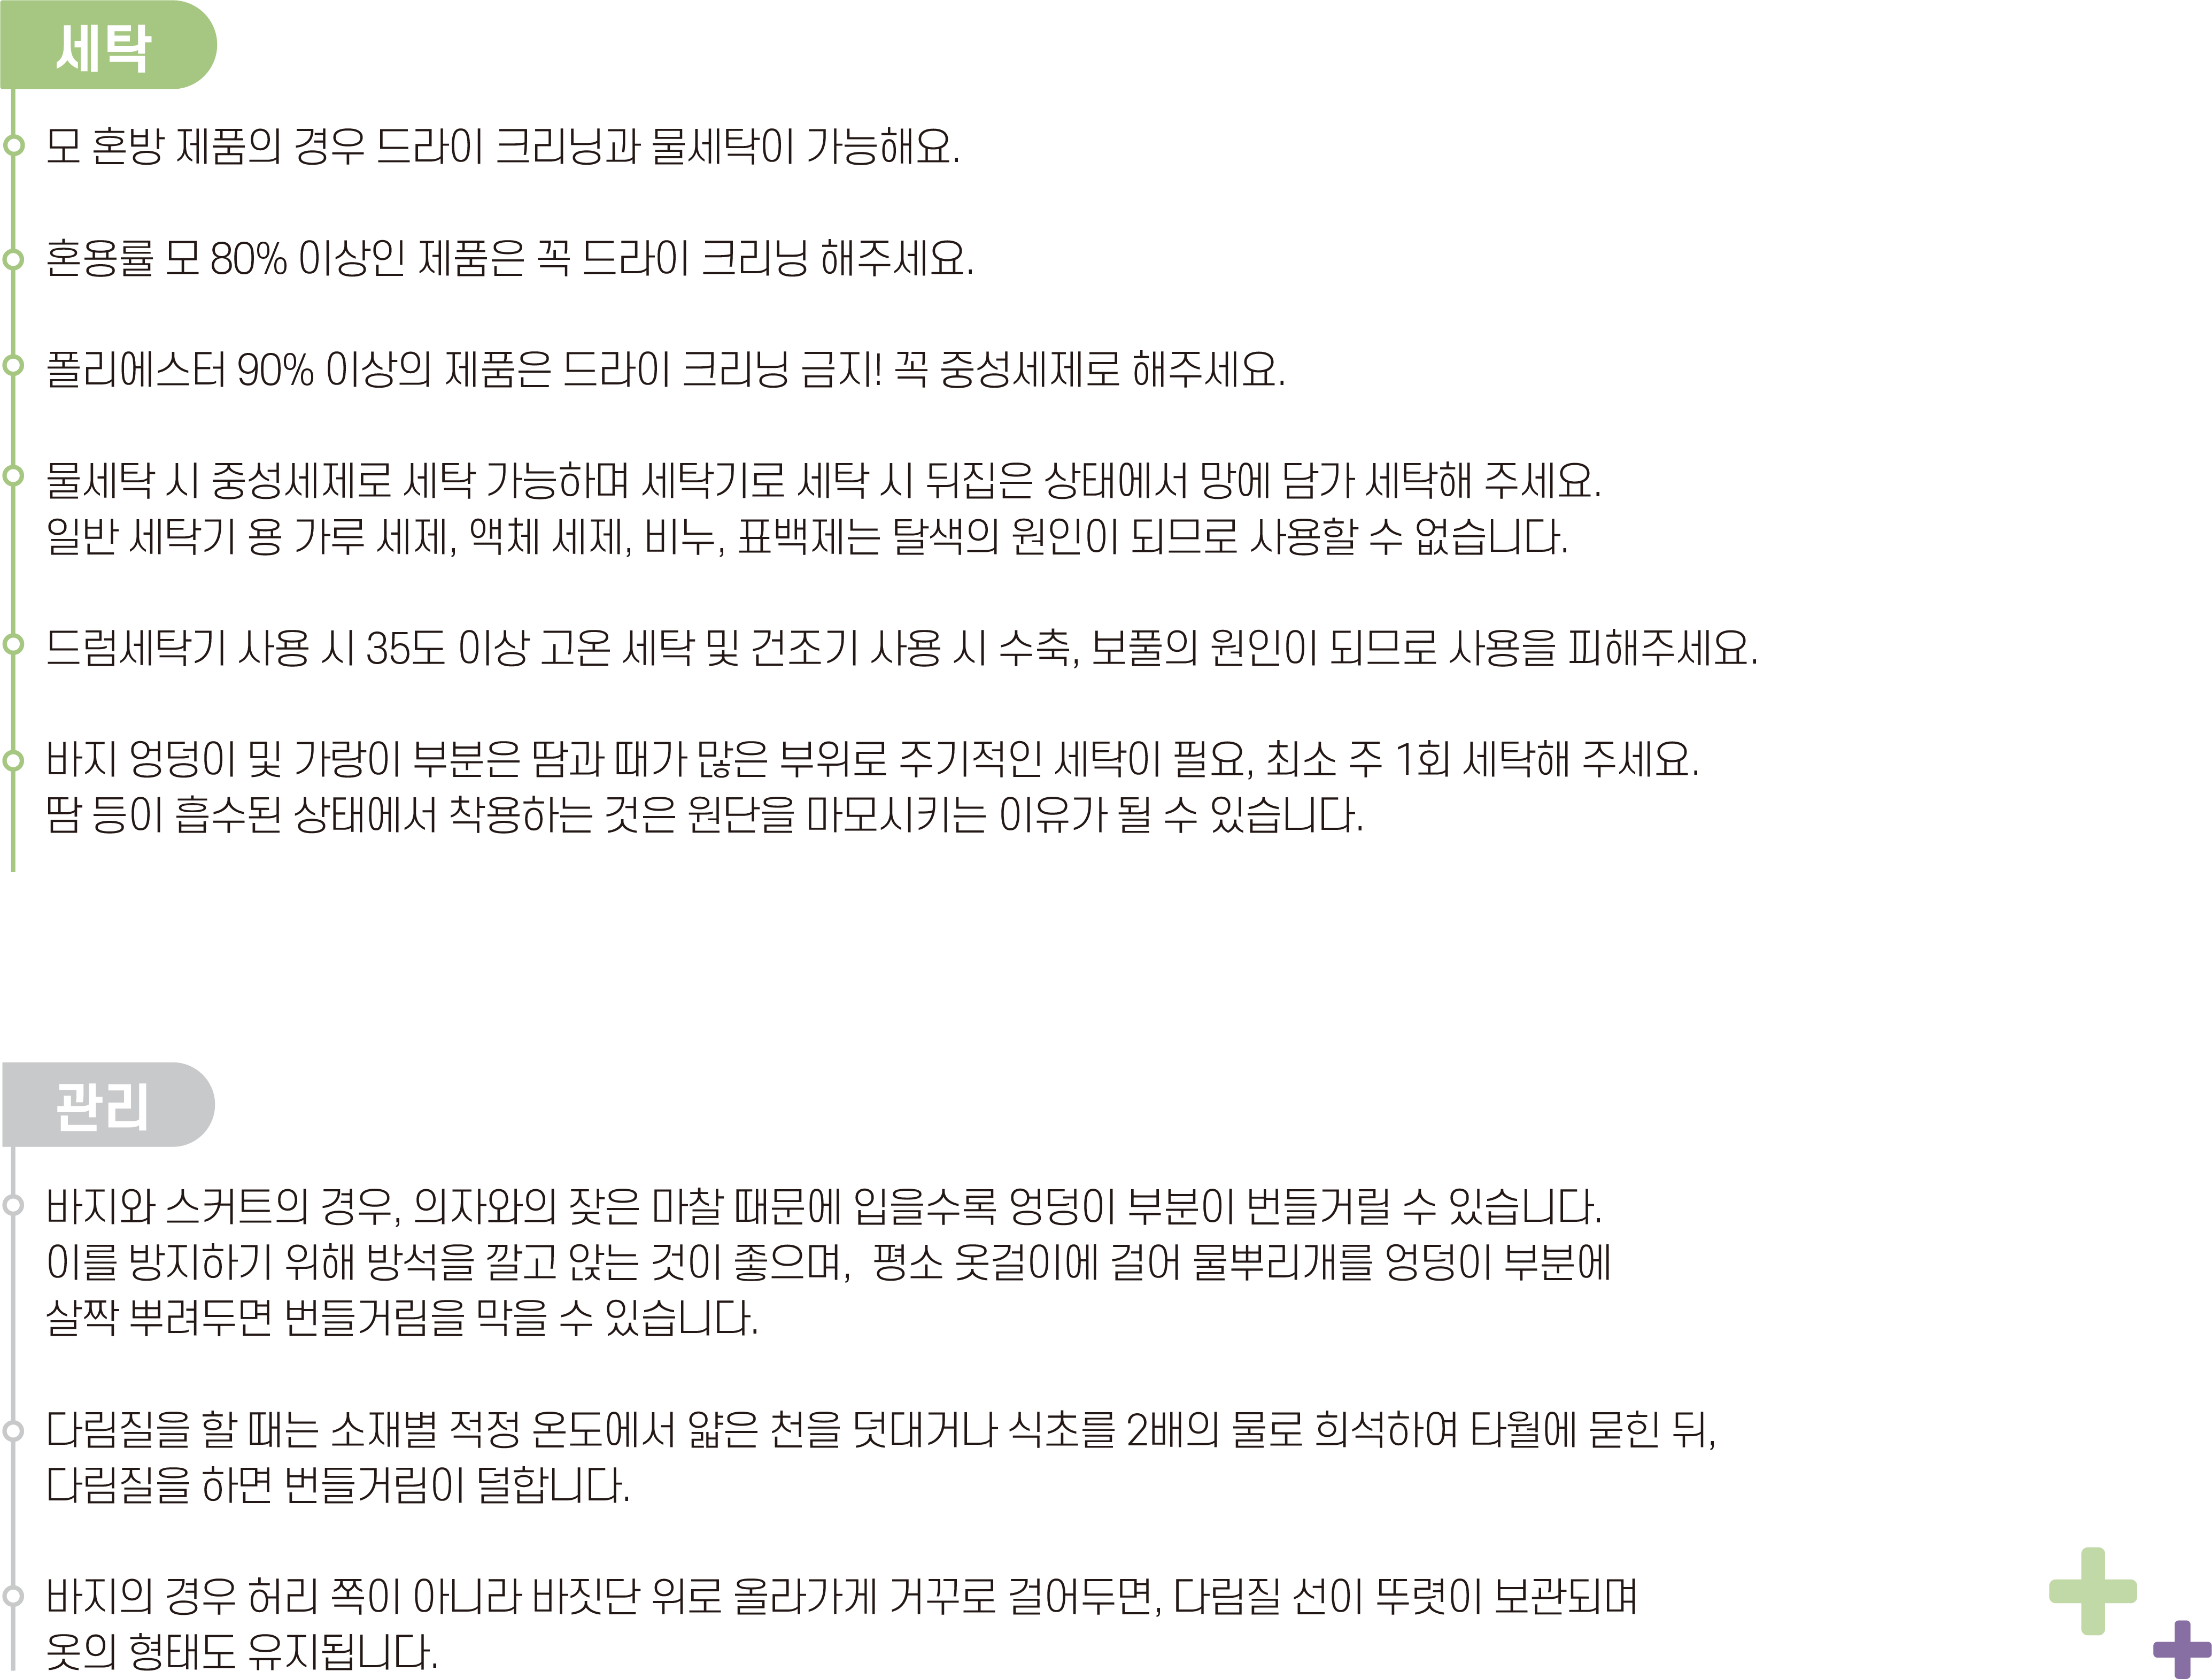 세탁
모 혼방 제품의 경우 드라이 크리닝과 물세탁이 가능해요.
혼용률 모 80% 이상인 제품은 꼭 드라이 크리닝 해주세요.
폴리에스터 90% 이상의 제품은 드라이 크리닝 금지! 꼭 중성세제로 해주세요.
물세탁 시 중성세제로 세탁 가능하며 세탁기로 세탁 시 뒤집은 상태에서 망에 담가 세탁해 주세요.
일반 세탁기 용 가루 세제, 액체 세제, 비누, 표백제는 탈색의 원인이 되므로 사용할 수 없습니다.
드럼세탁기 사용 시 35도 이상 고온 세탁 및 건조기 사용 시 수축, 보풀의 원인이 되므로 사용을 피해주세요.
바지 엉덩이 및 가랑이 부분은 땀과 때가 많은 부위로 주기적인 세탁이 필요, 최소 주 1회 세탁해 주세요.
땀 등이 흡수된 상태에서 착용하는 것은 원단을 마모시키는 이유가 될 수 있습니다.
관리
바지와 스커트의 경우, 의자와의 잦은 마찰 때문에 입을수록 엉덩이 부분이 번들거릴 수 있습니다.
이를 방지하기 위해 방석을 깔고 앉는 것이 좋으며, 평소 옷걸이에 걸어 물뿌리개를 엉덩이 부분에
살짝 뿌려두면 번들거림을 막을 수 있습니다.
다림질을 할 때는 소재별 적정 온도에서 얇은 천을 덧대거나 식초를 2배의 물로 희석하여 타월에 묻힌 뒤,
다림질을 하면 번들거림이 덜합니다.
바지의 경우 허리 쪽이 아니라 바짓단 위로 올라가게 거꾸로 걸어두면, 다림질 선이 뚜렷이 보관되며
옷의 형태도 유지됩니다.